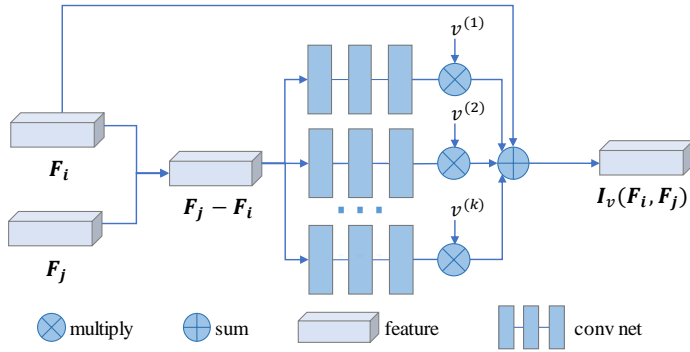 v⁽¹⁾
v⁽²⁾
F_i
F_j − F_i
I_v(F_i, F_j)
· · ·
v⁽ᵏ⁾
F_j
multiply
sum
feature
conv net